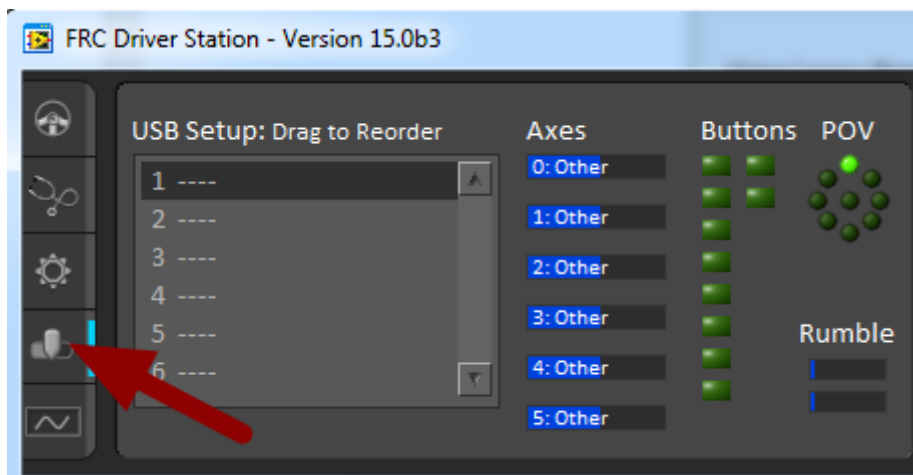 FRC Driver Station - Version 15.0b3
USB Setup: Drag to Reorder
1 ----
2 ----
3 ----
4 ----
5 ----
6 ----
Axes
0: Other
1: Other
2: Other
3: Other
4: Other
5: Other
Buttons
POV
Rumble